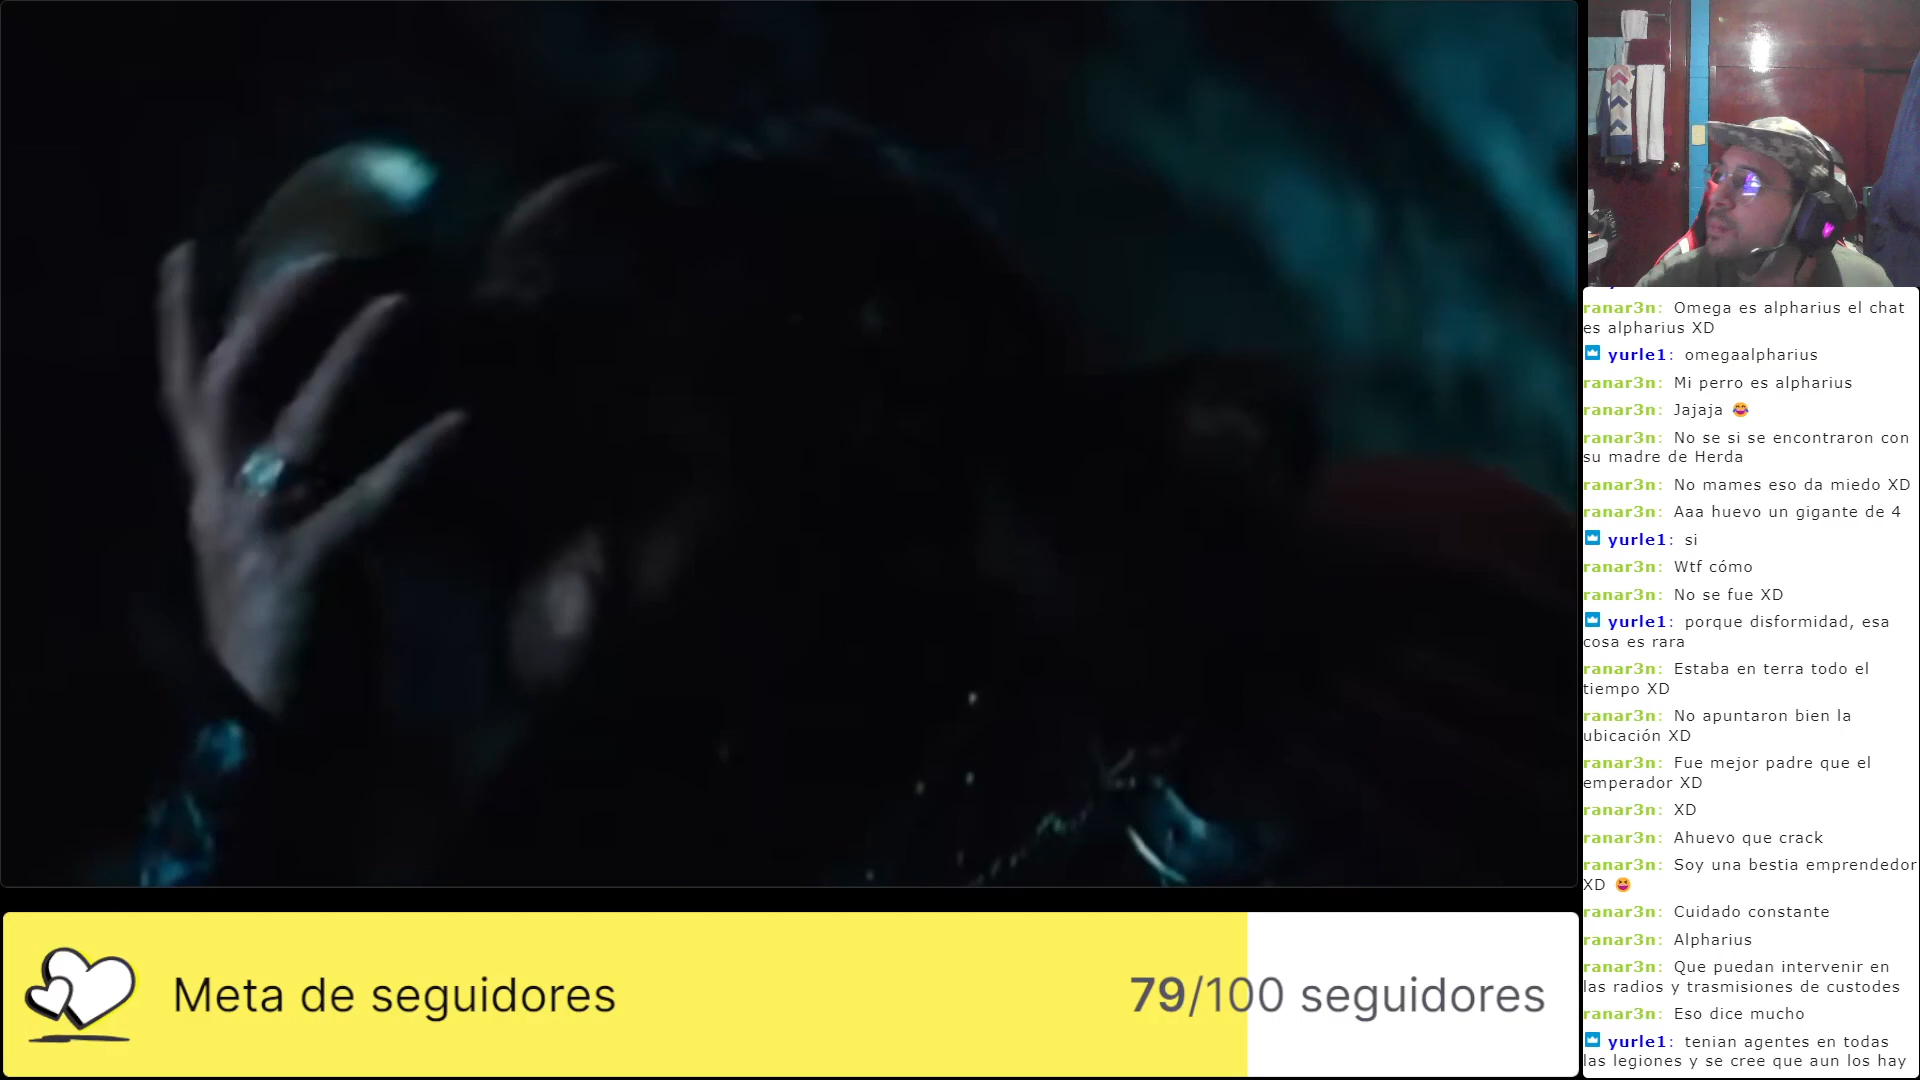 ranar3n: Omega es alpharius el chat
es alpharius XD
yurle1: omegaalpharius
ranar3n: Mi perro es alpharius
ranar3n: Jajaja 😂
ranar3n: No se si se encontraron con
su madre de Herda
ranar3n: No mames eso da miedo XD
ranar3n: Aaa huevo un gigante de 4
yurle1: si
ranar3n: Wtf cómo
ranar3n: No se fue XD
yurle1: porque disformidad, esa
cosa es rara
ranar3n: Estaba en terra todo el
tiempo XD
ranar3n: No apuntaron bien la
ubicación XD
ranar3n: Fue mejor padre que el
emperador XD
ranar3n: XD
ranar3n: Ahuevo que crack
ranar3n: Soy una bestia emprendedor
XD 😆
ranar3n: Cuidado constante
ranar3n: Alpharius
ranar3n: Que puedan intervenir en
las radios y trasmisiones de custodes
ranar3n: Eso dice mucho
yurle1: tenian agentes en todas
las legiones y se cree que aun los hay
Meta de seguidores
79/100 seguidores